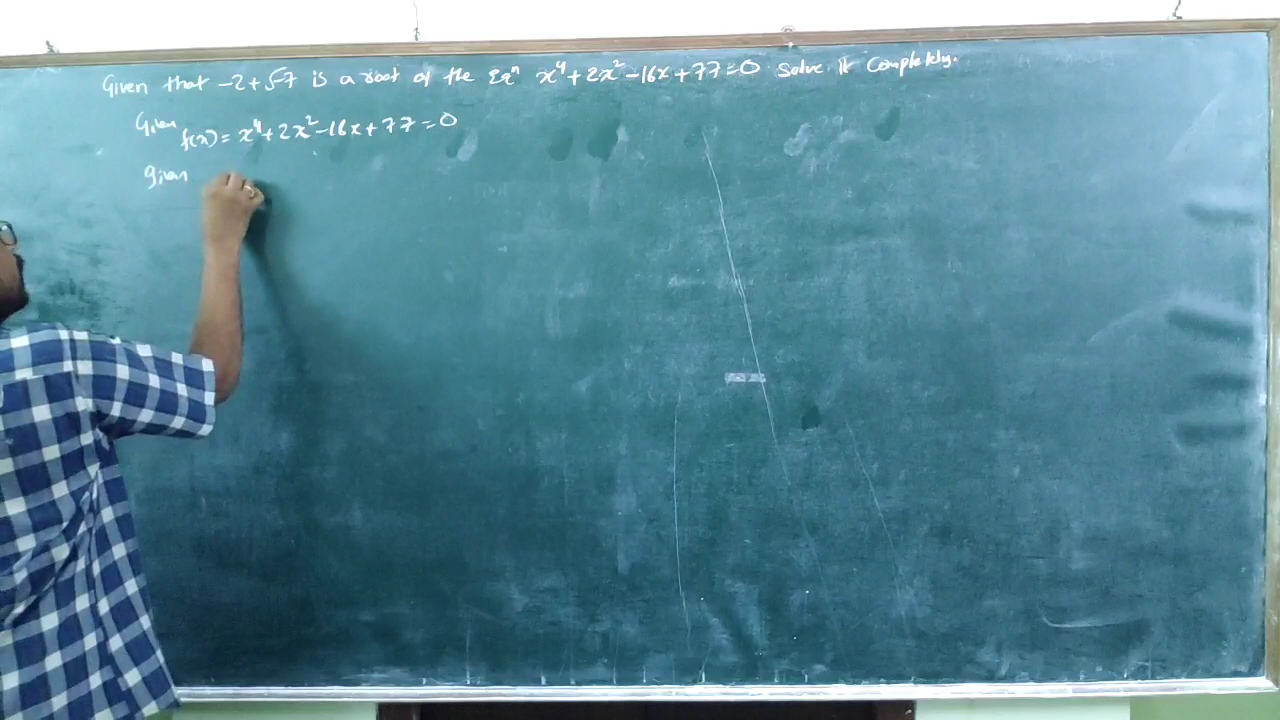 Given that -2+√7 is a root of the Eqⁿ x⁴+2x²-16x+77=0 Solve it Completely.
Given f(x)= x⁴+2x²-16x+77=0
Given